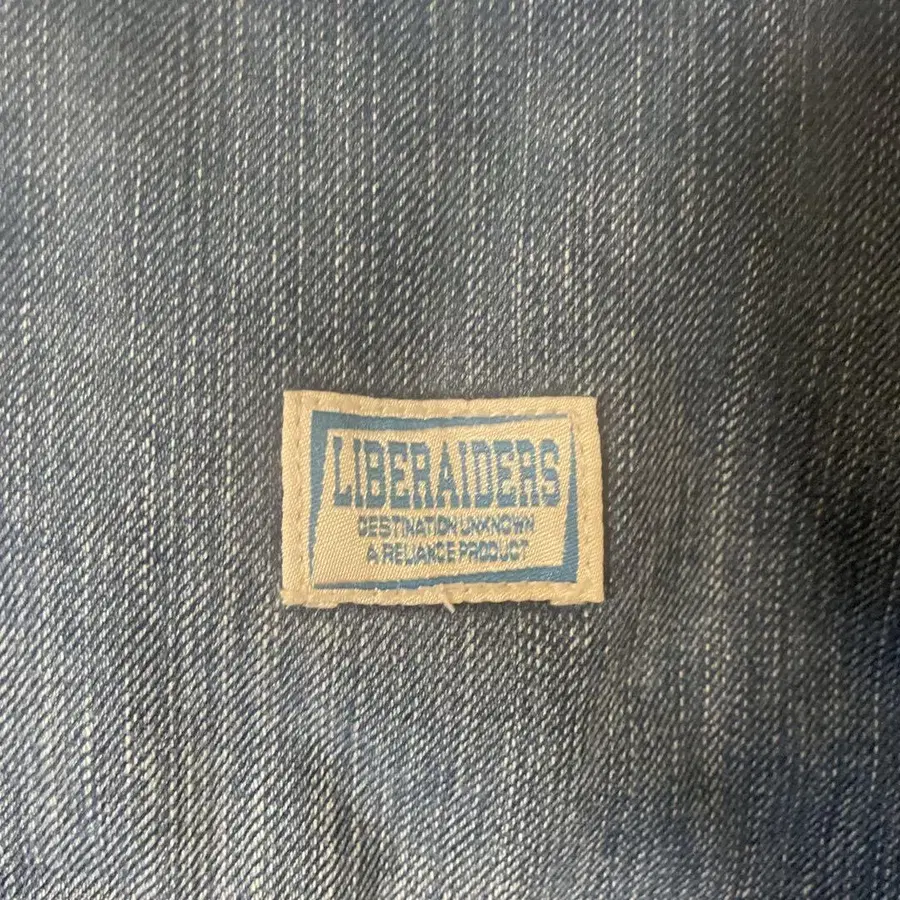 LIBERAIDERS
DESTINATION UNKNOWN
A RELIANCE PRODUCT